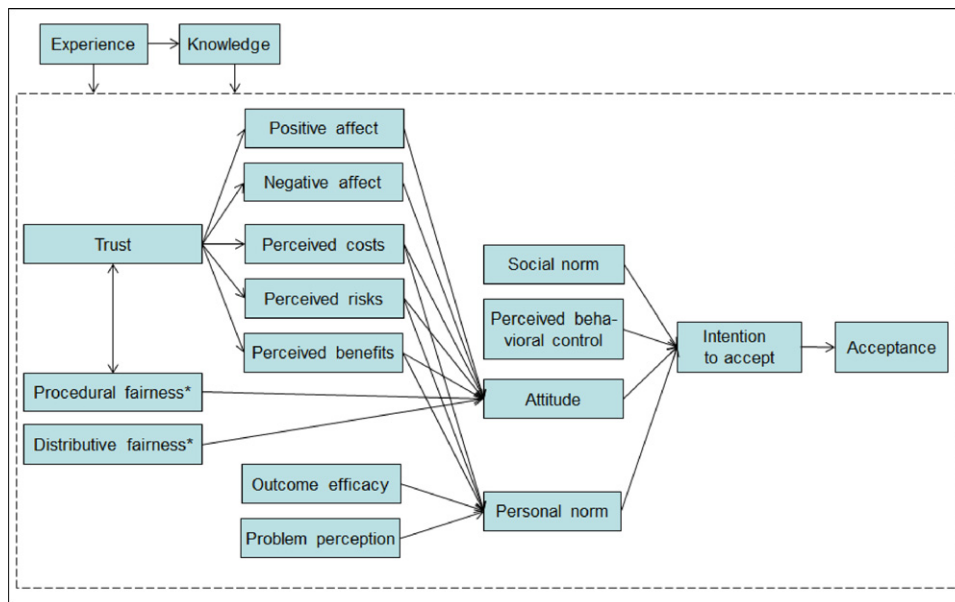 Experience
Knowledge
Positive affect
Negative affect
Trust
Perceived costs
Social norm
Perceived risks
Perceived beha-
vioral control
Intention
to accept
Acceptance
Perceived benefits
Procedural fairness*
Attitude
Distributive fairness*
Outcome efficacy
Personal norm
Problem perception